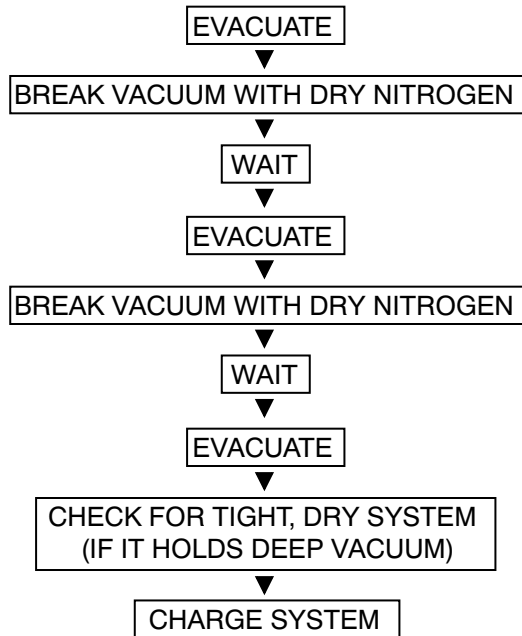 EVACUATE
BREAK VACUUM WITH DRY NITROGEN
WAIT
EVACUATE
BREAK VACUUM WITH DRY NITROGEN
WAIT
EVACUATE
CHECK FOR TIGHT, DRY SYSTEM
(IF IT HOLDS DEEP VACUUM)
CHARGE SYSTEM